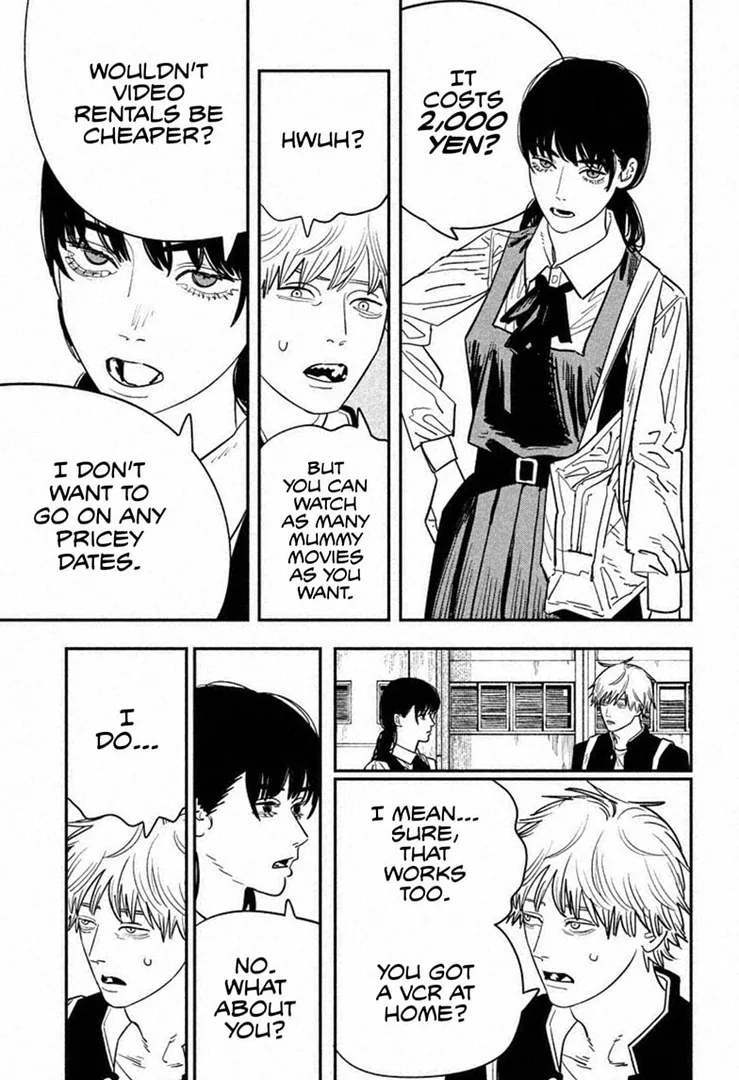 IT
COSTS
2,000
YEN?
HWUH?
BUT
YOU CAN
WATCH
AS MANY
MUMMY
MOVIES
AS YOU
WANT.
WOULDN'T
VIDEO
RENTALS BE
CHEAPER?
I DON'T
WANT TO
GO ON ANY
PRICEY
DATES.
I MEAN...
SURE,
THAT
WORKS
TOO.
YOU GOT
A VCR AT
HOME?
NO.
WHAT
ABOUT
YOU?
I
DO...